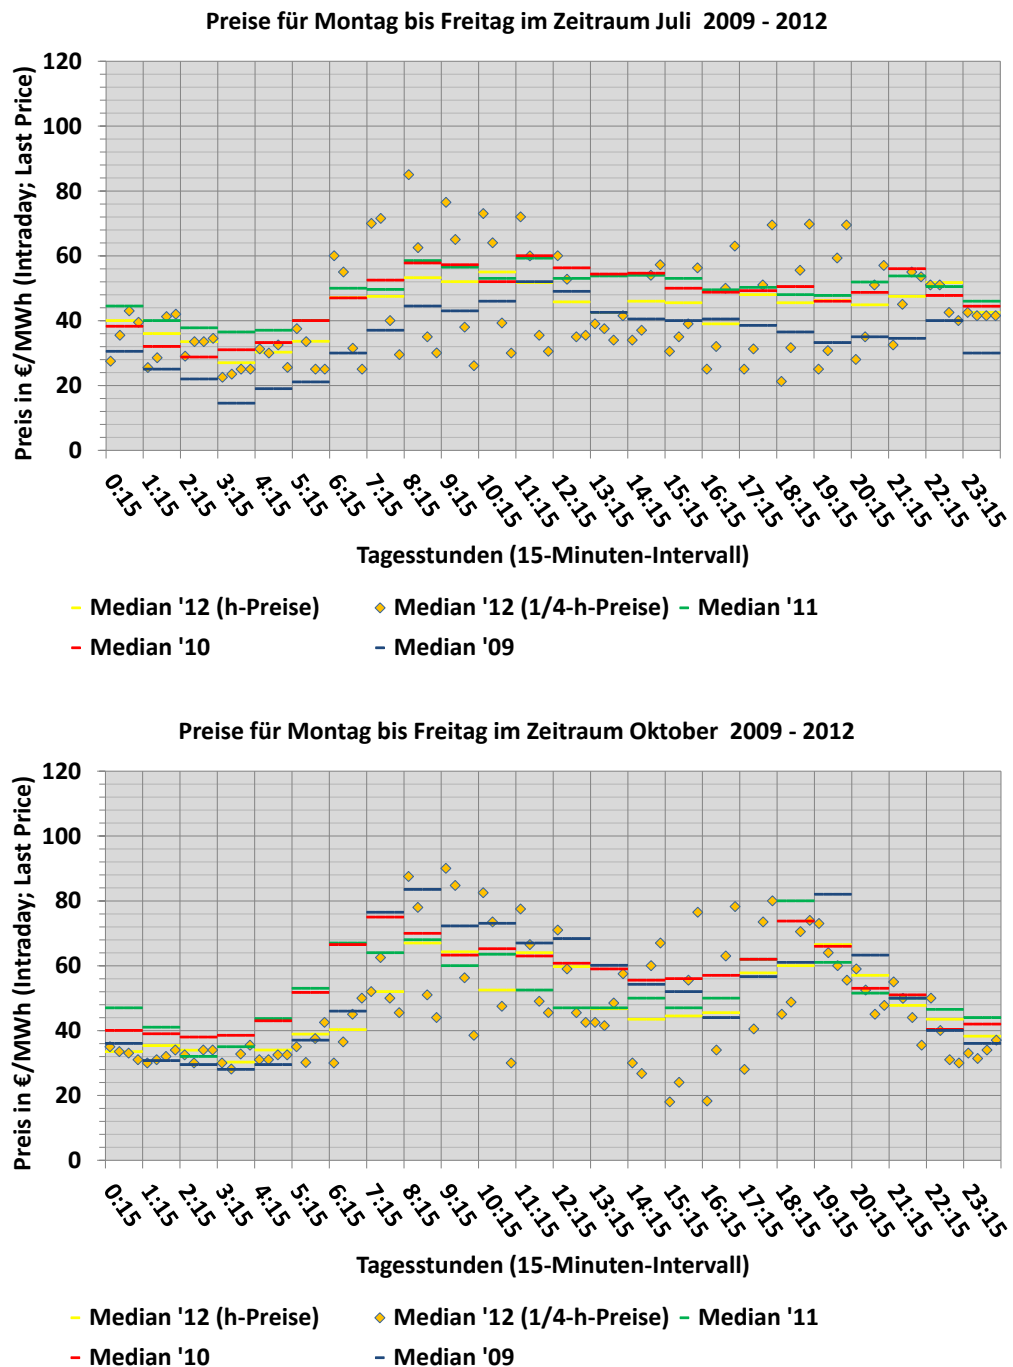 Preise für Montag bis Freitag im Zeitraum Juli 2009 - 2012
Preis in €/MWh (Intraday; Last Price)
120
100
80
60
40
20
0
0:15 1:15 2:15 3:15 4:15 5:15 6:15 7:15 8:15 9:15 10:15 11:15 12:15 13:15 14:15 15:15 16:15 17:15 18:15 19:15 20:15 21:15 22:15 23:15
Tagesstunden (15-Minuten-Intervall)
Median '12 (h-Preise) Median '12 (1/4-h-Preise) Median '11
Median '10 Median '09
Preise für Montag bis Freitag im Zeitraum Oktober 2009 - 2012
Preis in €/MWh (Intraday; Last Price)
120
100
80
60
40
20
0
0:15 1:15 2:15 3:15 4:15 5:15 6:15 7:15 8:15 9:15 10:15 11:15 12:15 13:15 14:15 15:15 16:15 17:15 18:15 19:15 20:15 21:15 22:15 23:15
Tagesstunden (15-Minuten-Intervall)
Median '12 (h-Preise) Median '12 (1/4-h-Preise) Median '11
Median '10 Median '09